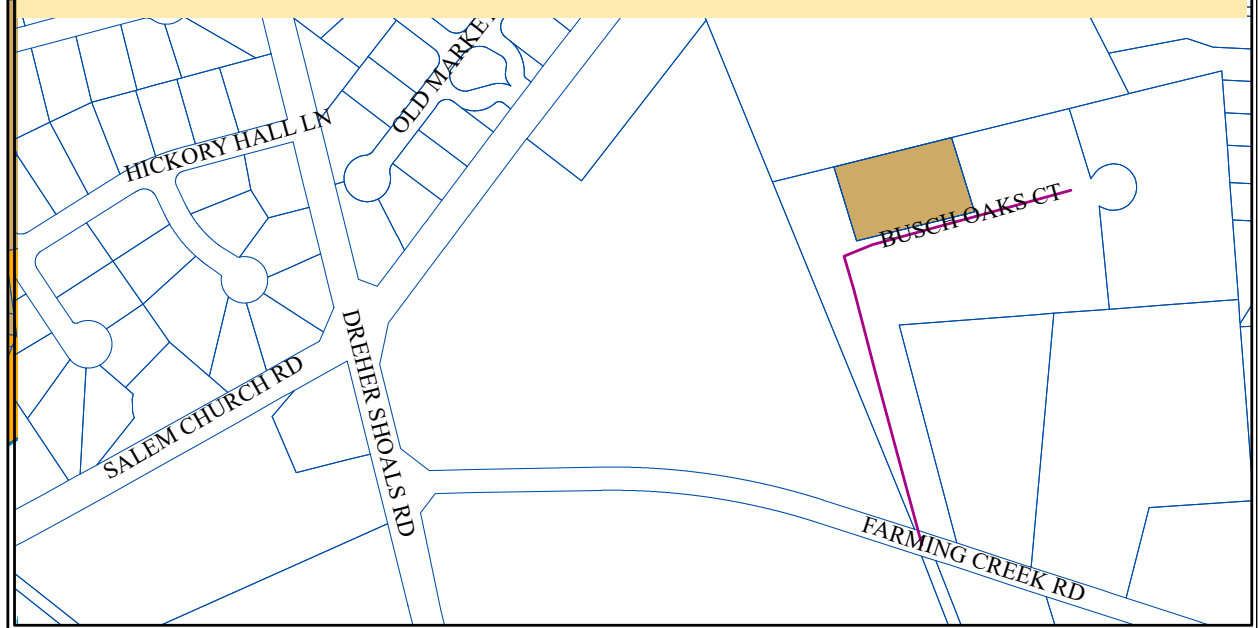 OLD MARKE
HICKORY HALL LN
BUSCH OAKS CT
DREHER SHOALS RD
SALEM CHURCH RD
FARMING CREEK RD